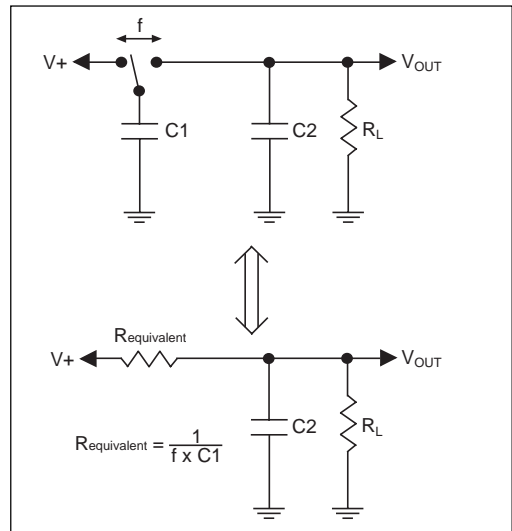 f
V+ VOUT
C1 C2 RL
Requivalent
V+ VOUT
C2 RL
Requivalent = 1 / f x C1